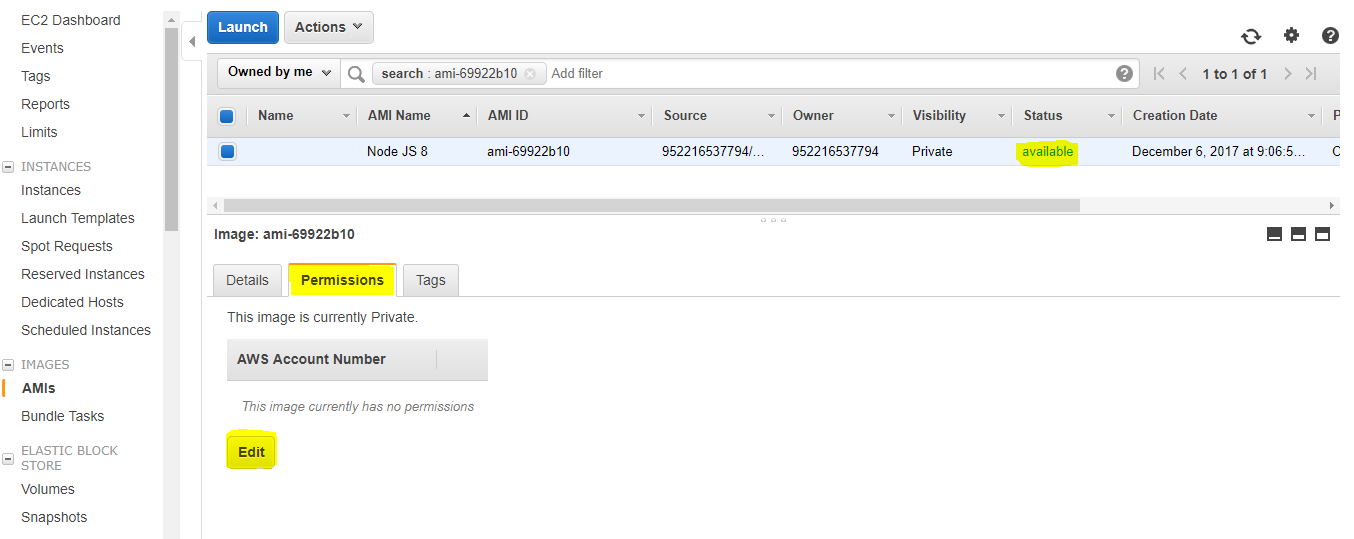 EC2 Dashboard
Events
Tags
Reports
Limits
INSTANCES
Instances
Launch Templates
Spot Requests
Reserved Instances
Dedicated Hosts
Scheduled Instances
IMAGES
AMIs
Bundle Tasks
ELASTIC BLOCK
STORE
Volumes
Snapshots
Launch Actions
Owned by me search : ami-69922b10 Add filter 1 to 1 of 1
Name AMI Name AMI ID Source Owner Visibility Status Creation Date P
Node JS 8 ami-69922b10 952216537794/... 952216537794 Private available December 6, 2017 at 9:06:5...
Image: ami-69922b10
Details Permissions Tags
This image is currently Private.
AWS Account Number
This image currently has no permissions
Edit